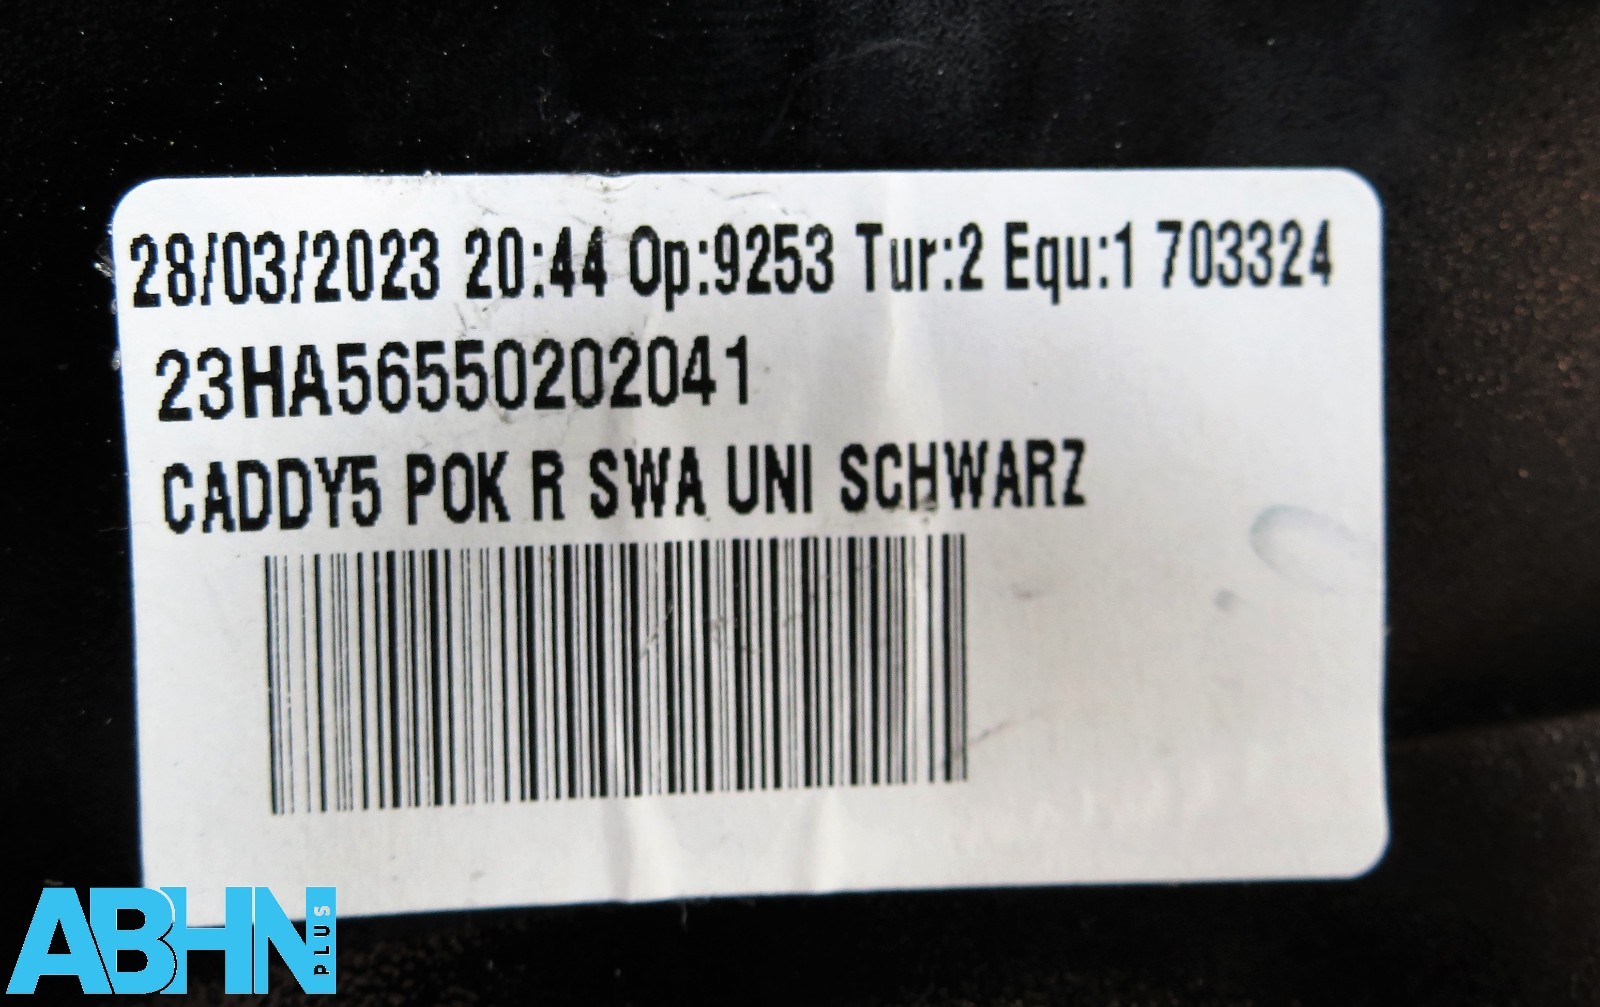 28/03/2023 20:44 Op:9253 Tur:2 Equ:1 703324
23HA56550202041
CADDY5 POK R SWA UNI SCHWARZ
ABHN PLUS